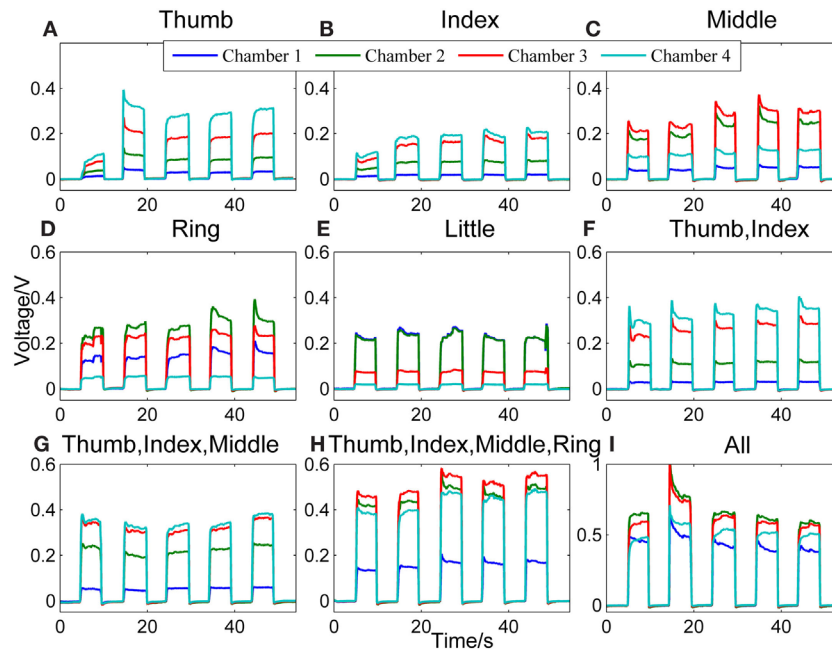 A Thumb B Index C Middle
Chamber 1 Chamber 2 Chamber 3 Chamber 4
0.4 0.4 0.4
0.2 0.2 0.2
0 0 0
0 20 40 0 20 40 0 20 40
D Ring E Little F Thumb,Index
0.6 0.6 0.6
0.4 0.4 0.4
0.2 0.2 0.2
0 0 0
0 20 40 0 20 40 0 20 40
Voltage/V
G Thumb,Index,Middle H Thumb,Index,Middle,Ring I All
0.6 0.6 1
0.4 0.4 0.5
0.2 0.2
0 0 0
0 20 40 0 20 40 0 20 40
Time/s